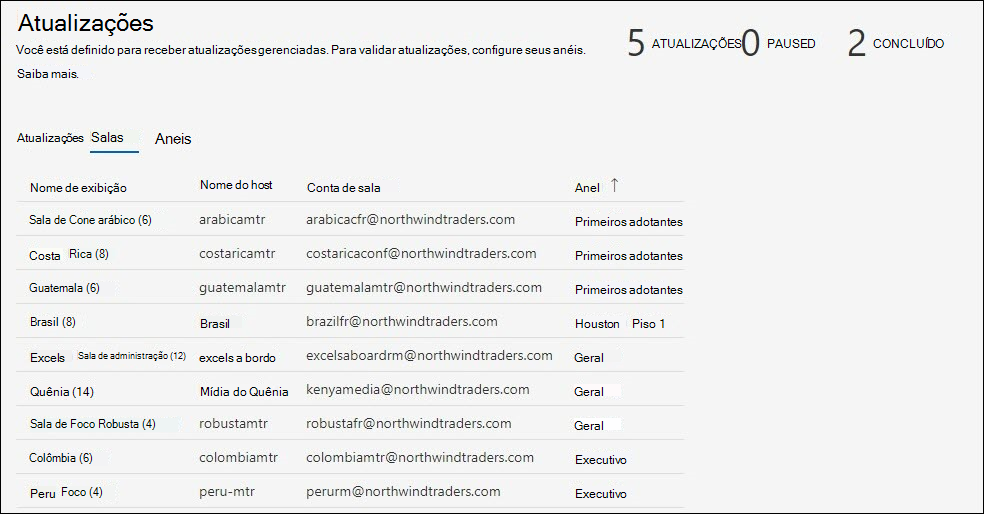 Atualizações
Você está definido para receber atualizações gerenciadas. Para validar atualizações, configure seus anéis.
Saiba mais.
5 ATUALIZAÇÕES 0 PAUSED 2 CONCLUÍDO
Atualizações Salas Aneis
Nome de exibição Nome do host Conta de sala Anel ↑
Sala de Cone arábico (6) arabicamtr arabicacfr@northwindtraders.com Primeiros adotantes
Costa Rica (8) costaricamtr costaricaconf@northwindtraders.com Primeiros adotantes
Guatemala (6) guatemalamtr guatemalamtr@northwindtraders.com Primeiros adotantes
Brasil (8) Brasil brazilfr@northwindtraders.com Houston Piso 1
Excels Sala de administração (12) excels a bordo excelsaboardrm@northwindtraders.com Geral
Quênia (14) Mídia do Quênia kenyamedia@northwindtraders.com Geral
Sala de Foco Robusta (4) robustamtr robustafr@northwindtraders.com Geral
Colômbia (6) colombiamtr colombiamtr@northwindtraders.com Executivo
Peru Foco (4) peru-mtr perurm@northwindtraders.com Executivo